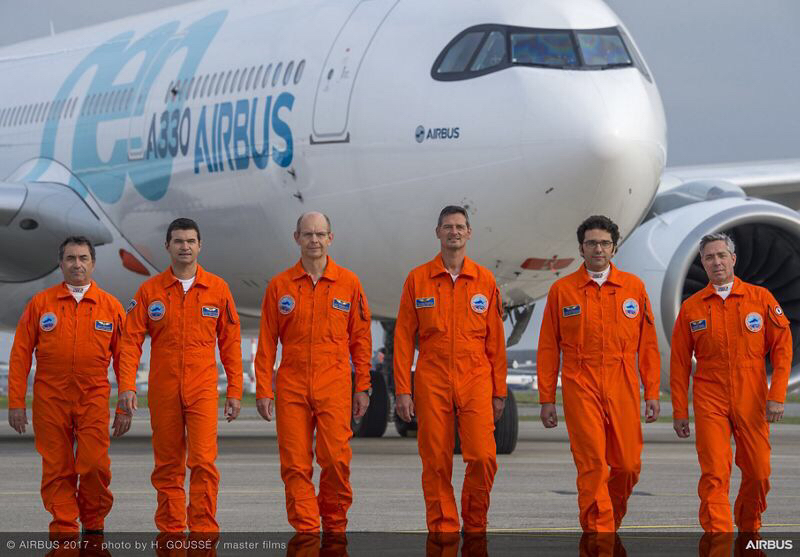 neo
A330 AIRBUS
AIRBUS
© AIRBUS 2017 - photo by H. GOUSSÉ / master films
AIRBUS